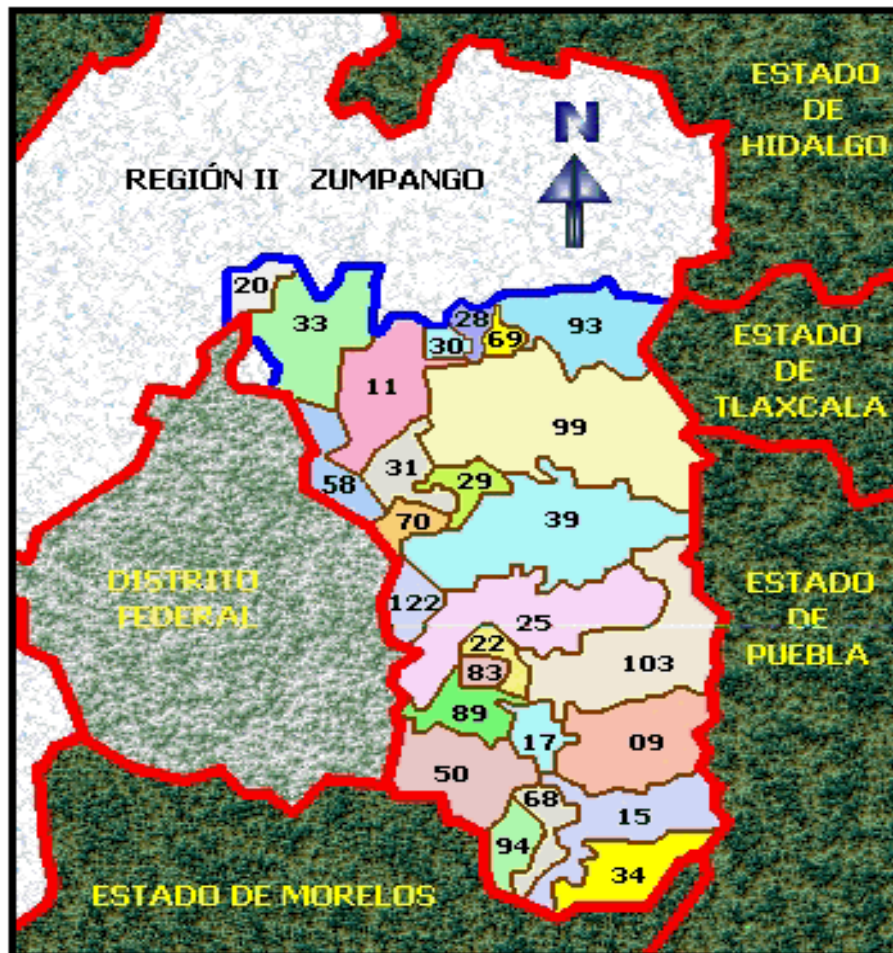 ESTADO
DE
HIDALGO
N
REGIÓN II ZUMPANGO
20
33
28
30
69
93
ESTADO
DE
TLAXCALA
11
99
31
29
58
70
39
DISTRITO
FEDERAL
122
25
ESTADO
DE
PUEBLA
22
83
103
89
17
09
50
68
15
94
34
ESTADO DE MORELOS